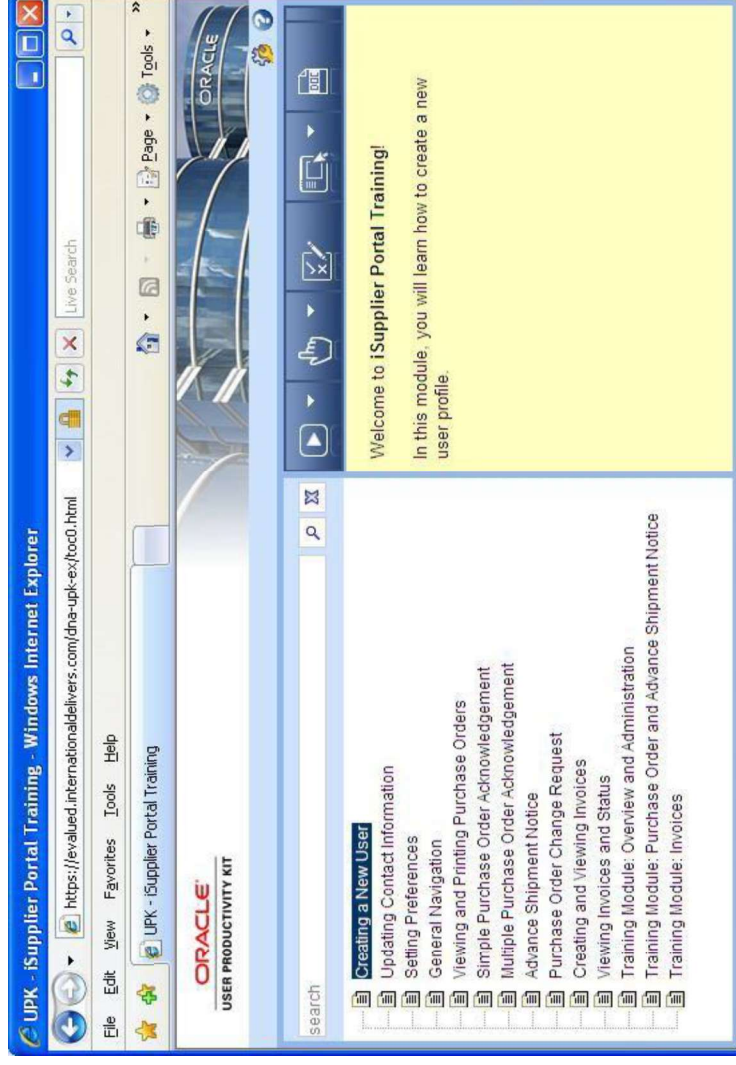 UPK - iSupplier Portal Training - Windows Internet Explorer
https://evalued.internationaldelivers.com/dna-upk-ex/toc0.html
Live Search
File Edit View Favorites Tools Help
UPK - iSupplier Portal Training
Page Tools
ORACLE
USER PRODUCTIVITY KIT
ORACLE
search
DOC
Creating a New User
Updating Contact Information
Setting Preferences
General Navigation
Viewing and Printing Purchase Orders
Simple Purchase Order Acknowledgement
Multiple Purchase Order Acknowledgement
Advance Shipment Notice
Purchase Order Change Request
Creating and Viewing Invoices
Viewing Invoices and Status
Training Module: Overview and Administration
Training Module: Purchase Order and Advance Shipment Notice
Training Module: Invoices
Welcome to iSupplier Portal Training!
In this module, you will learn how to create a new
user profile.